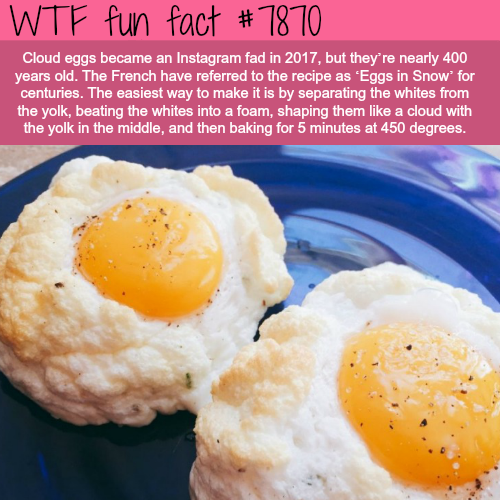 WTF fun fact #7870
Cloud eggs became an Instagram fad in 2017, but they're nearly 400
years old. The French have referred to the recipe as ‘Eggs in Snow’ for
centuries. The easiest way to make it is by separating the whites from
the yolk, beating the whites into a foam, shaping them like a cloud with
the yolk in the middle, and then baking for 5 minutes at 450 degrees.